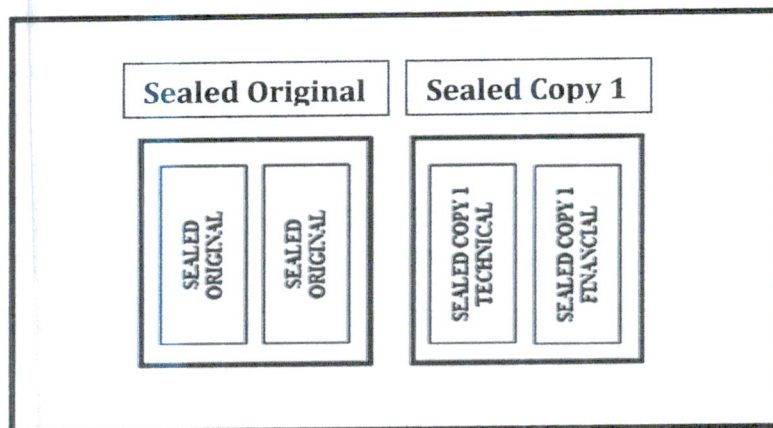 Sealed Original
Sealed Copy 1
SEALED
ORIGINAL
SEALED
ORIGINAL
SEALED COPY 1
TECHNICAL
SEALED COPY 1
FINANCIAL